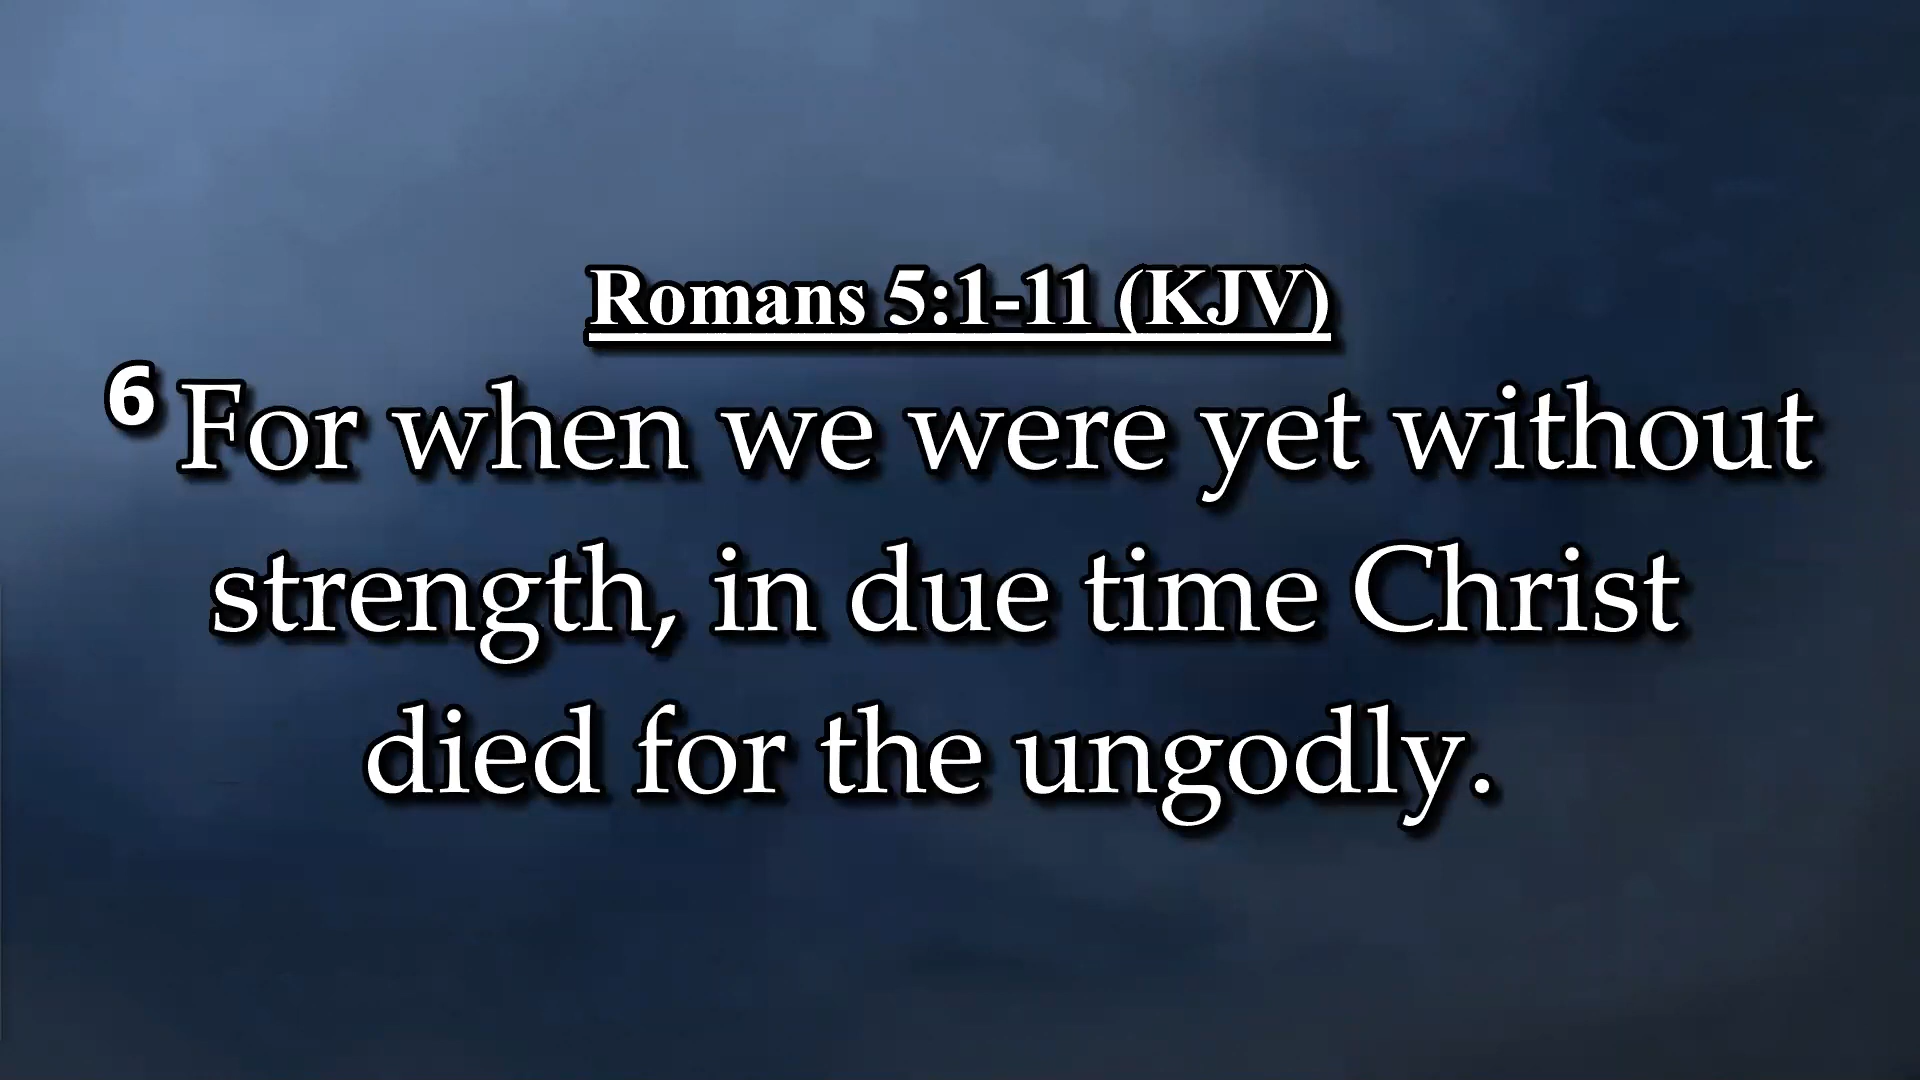 Romans 5:1-11 (KJV)
6 For when we were yet without
strength, in due time Christ
died for the ungodly.